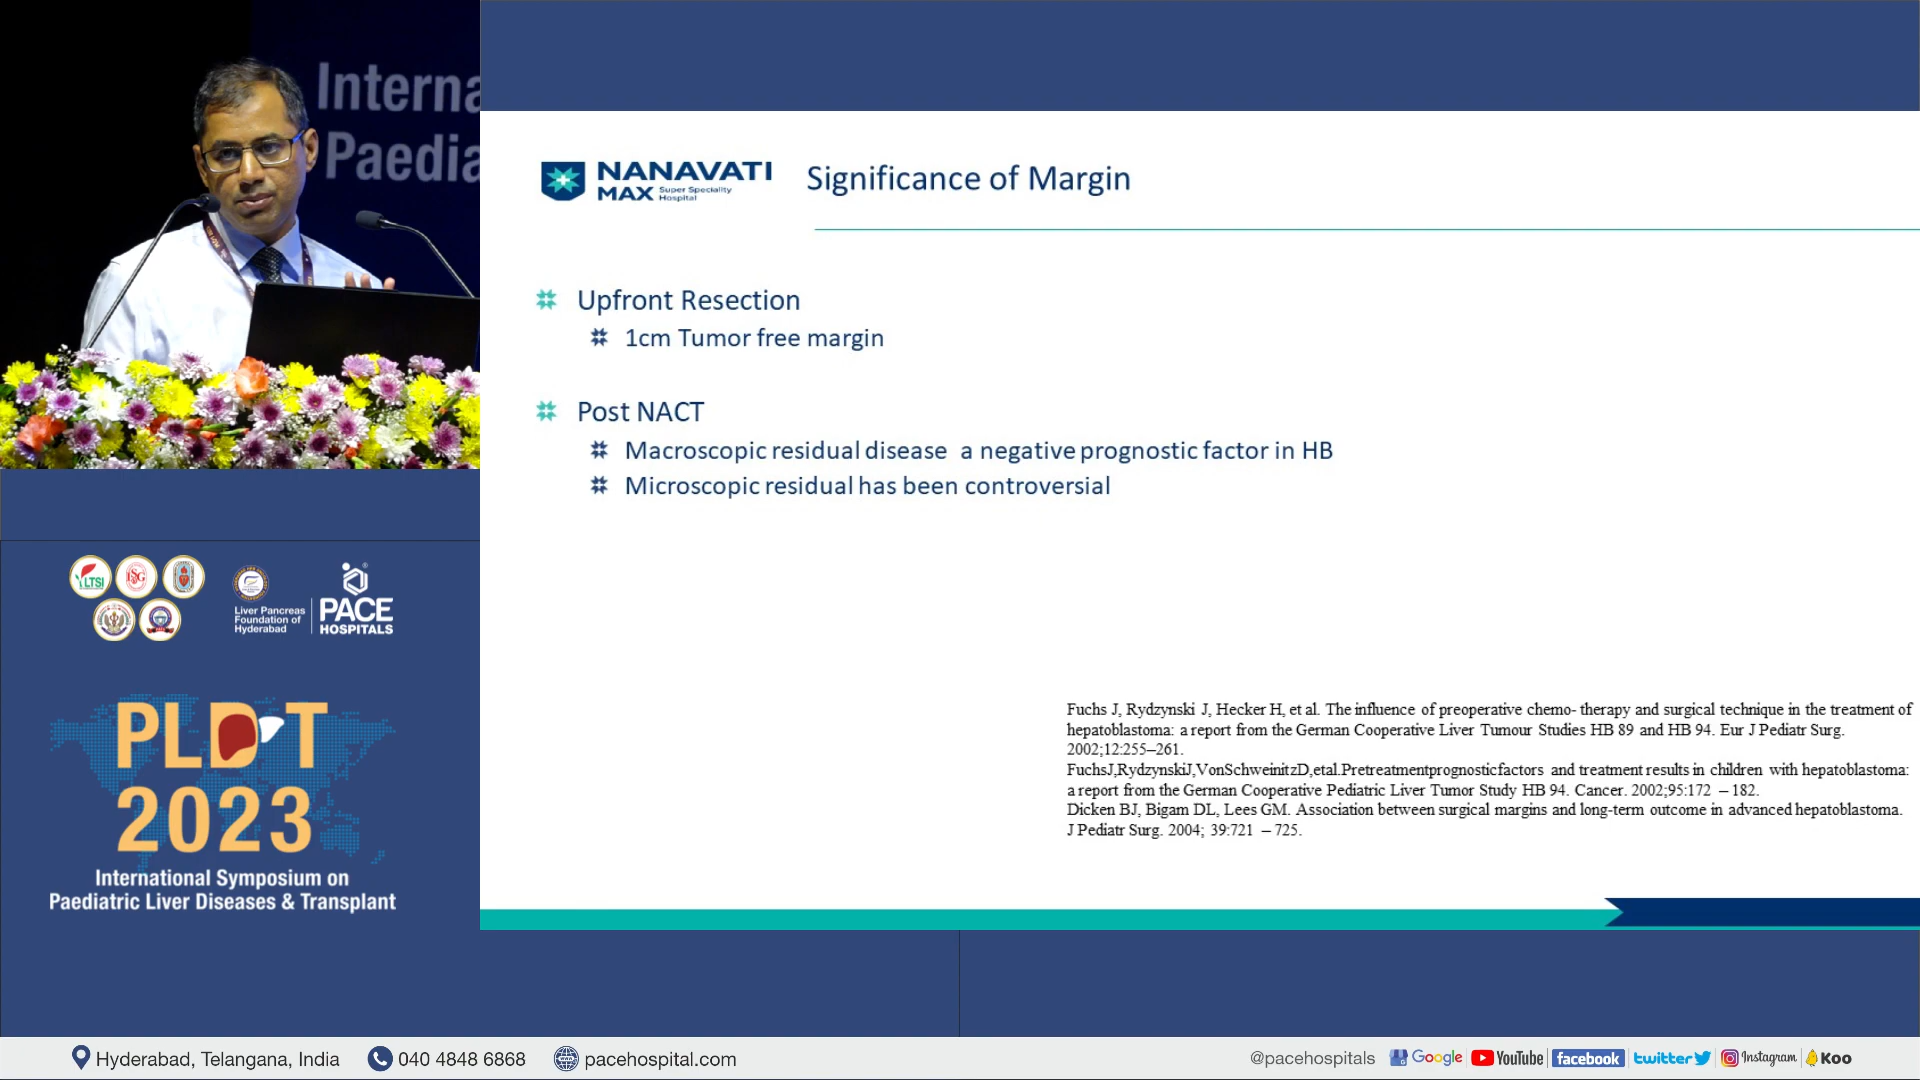 Interna
Paedia
NANAVATI
MAX Super Speciality Hospital
Significance of Margin
Upfront Resection
1cm Tumor free margin
Post NACT
Macroscopic residual disease a negative prognostic factor in HB
Microscopic residual has been controversial
Fuchs J, Rydzynski J, Hecker H, et al. The influence of preoperative chemo- therapy and surgical technique in the treatment of
hepatoblastoma: a report from the German Cooperative Liver Tumour Studies HB 89 and HB 94. Eur J Pediatr Surg.
2002;12:255–261.
FuchsJ,RydzynskiJ,VonSchweinitzD,etal.Pretreatmentprognosticfactors and treatment results in children with hepatoblastoma:
a report from the German Cooperative Pediatric Liver Tumor Study HB 94. Cancer. 2002;95:172 – 182.
Dicken BJ, Bigam DL, Lees GM. Association between surgical margins and long-term outcome in advanced hepatoblastoma.
J Pediatr Surg. 2004; 39:721 – 725.
LTSI
ISG
Liver Pancreas
Foundation of
Hyderabad
PACE
HOSPITALS
PLD T
2023
International Symposium on
Paediatric Liver Diseases & Transplant
Hyderabad, Telangana, India 040 4848 6868 pacehospital.com
@pacehospitals Google YouTube facebook twitter Instagram Koo